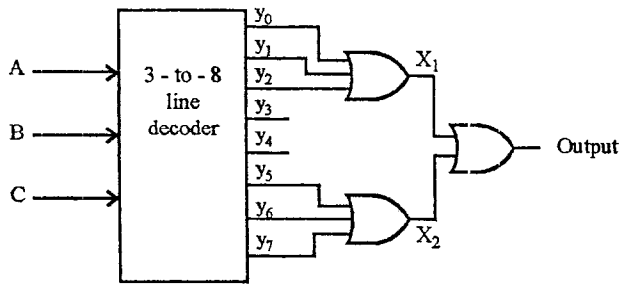 A
B
C
3 - to - 8
line
decoder
y0
y1
y2
y3
y4
y5
y6
y7
X1
X2
Output